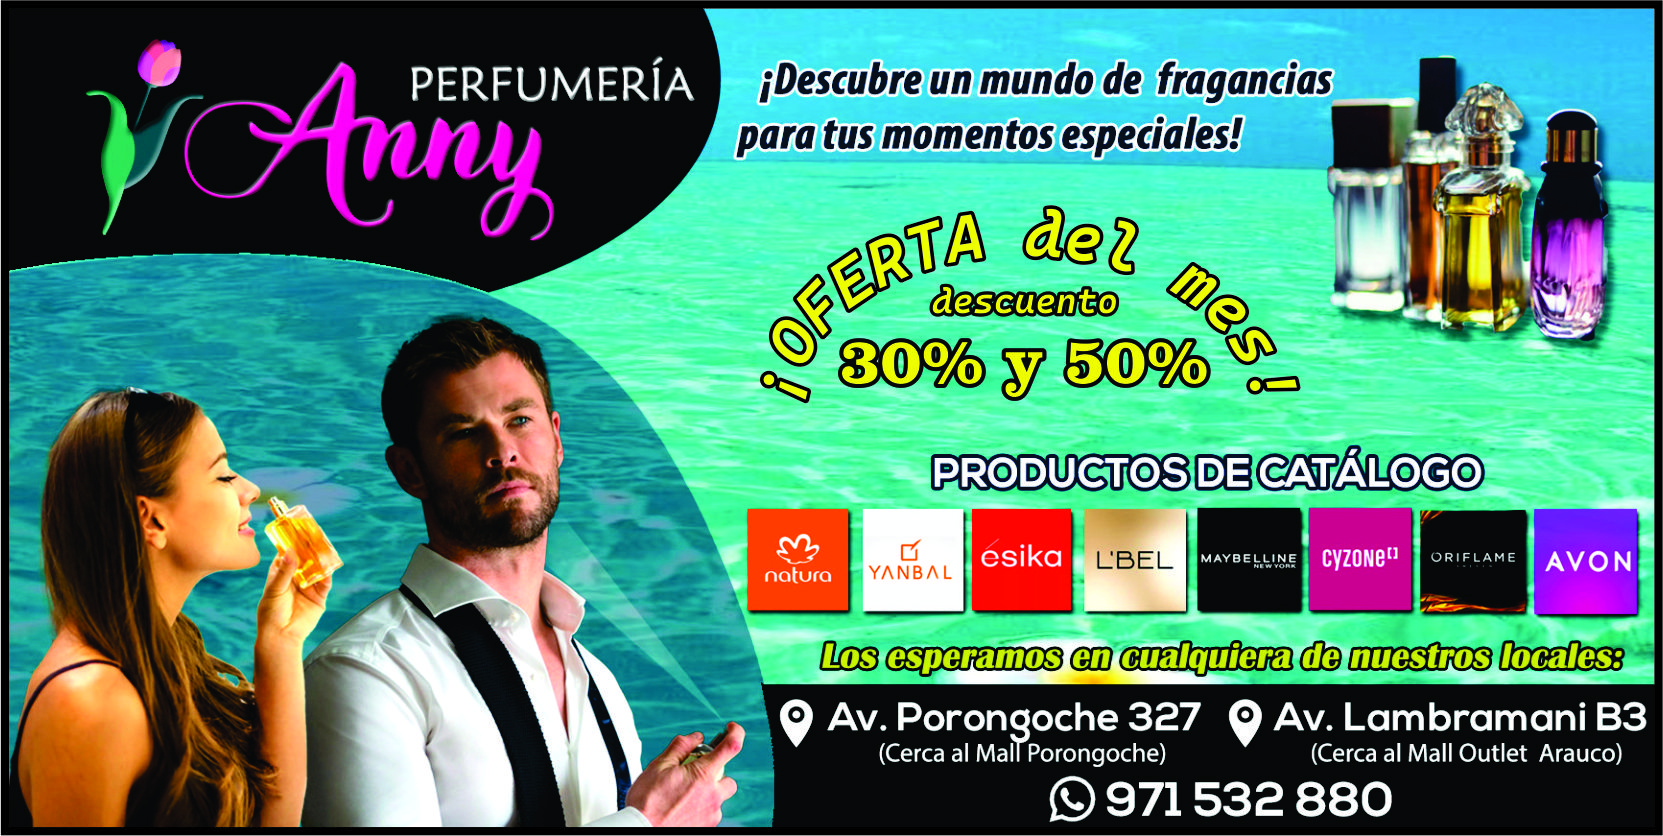 PERFUMERÍA
Anny
¡Descubre un mundo de fragancias
para tus momentos especiales!
¡OFERTA del mes!
descuento
30% y 50%
PRODUCTOS DE CATÁLOGO
natura
YANBAL
ésika
L'BEL
MAYBELLINE
NEW YORK
cyzone[]
ORIFLAME
AVON
Los esperamos en cualquiera de nuestros locales:
Av. Porongoche 327
(Cerca al Mall Porongoche)
Av. Lambramani B3
(Cerca al Mall Outlet Arauco)
971 532 880